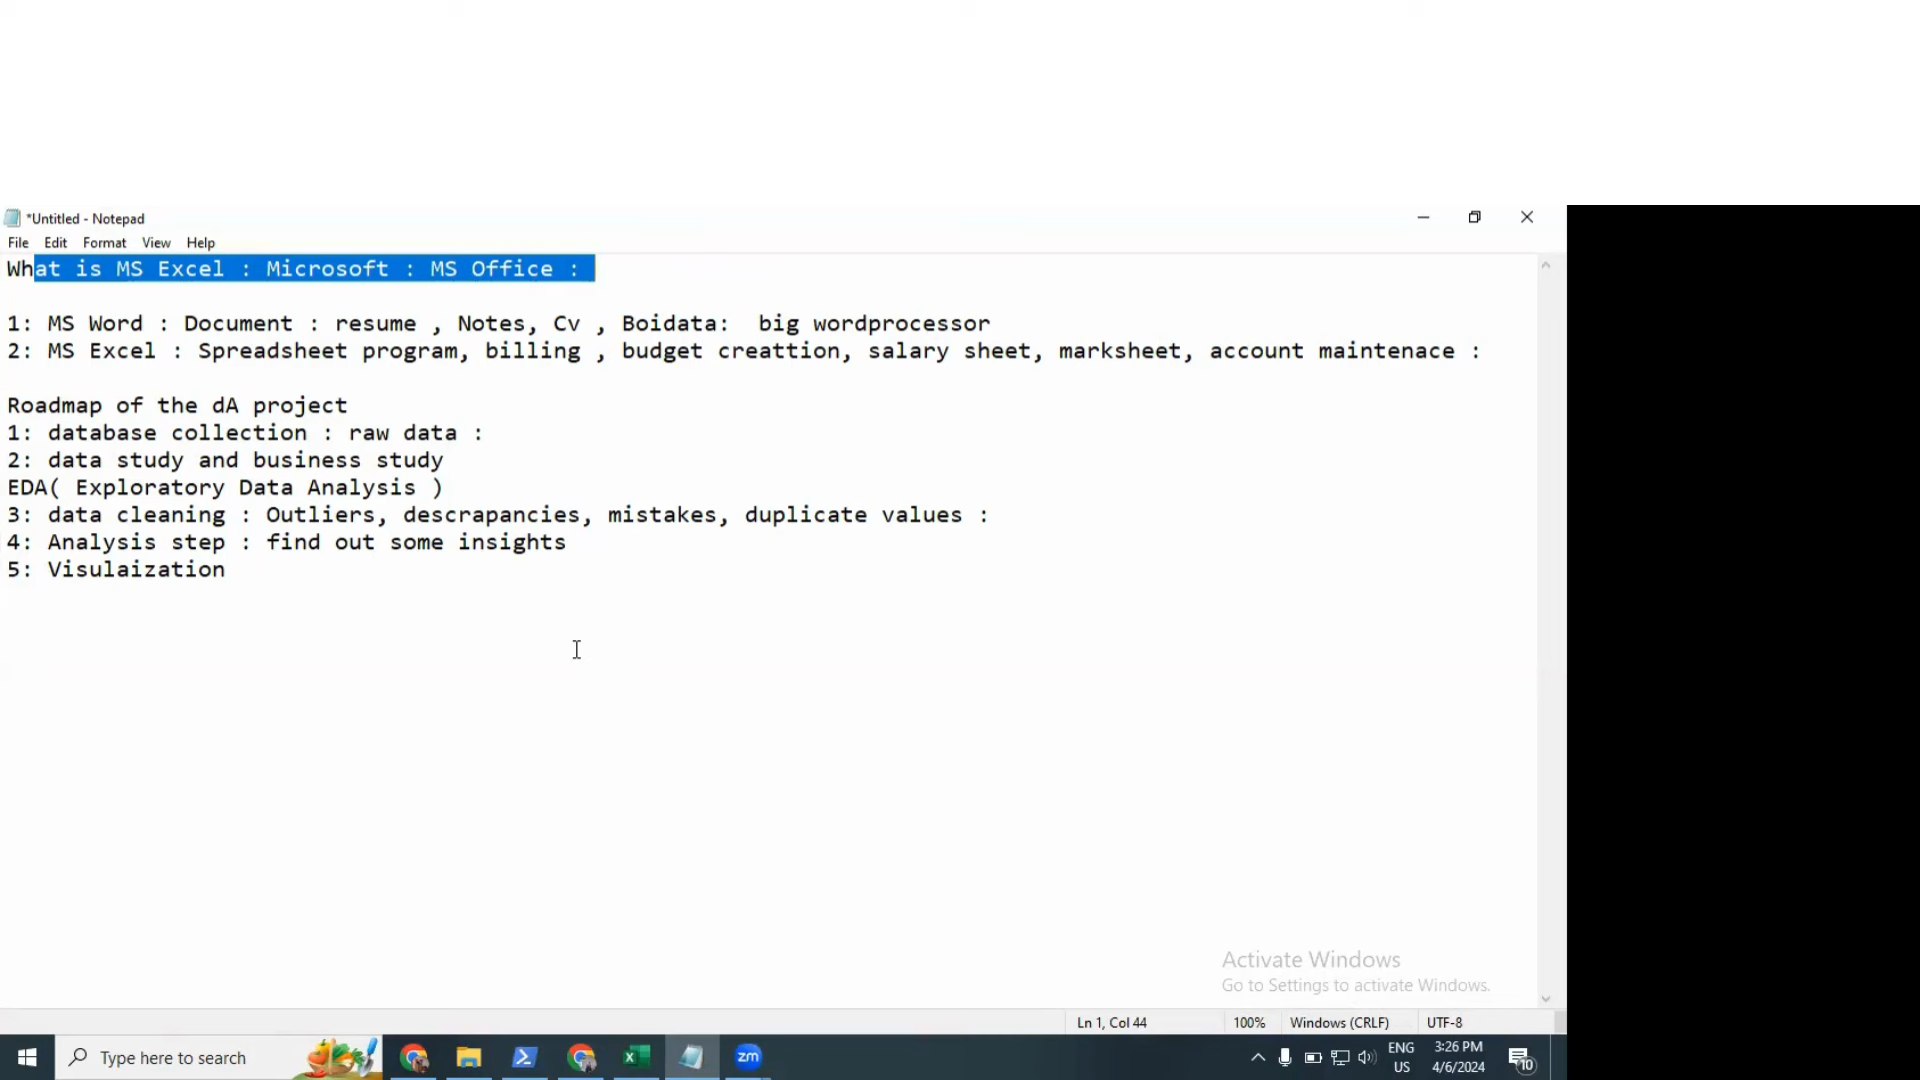 *Untitled - Notepad
File Edit Format View Help
What is MS Excel : Microsoft : MS Office :
1: MS Word : Document : resume , Notes, Cv , Boidata: big wordprocessor
2: MS Excel : Spreadsheet program, billing , budget creattion, salary sheet, marksheet, account maintenace :
Roadmap of the dA project
1: database collection : raw data :
2: data study and business study
EDA( Exploratory Data Analysis )
3: data cleaning : Outliers, descrapancies, mistakes, duplicate values :
4: Analysis step : find out some insights
5: Visulaization
Activate Windows
Go to Settings to activate Windows.
Ln 1, Col 44 100% Windows (CRLF) UTF-8
Type here to search
zm
ENG
US
3:26 PM
4/6/2024
10